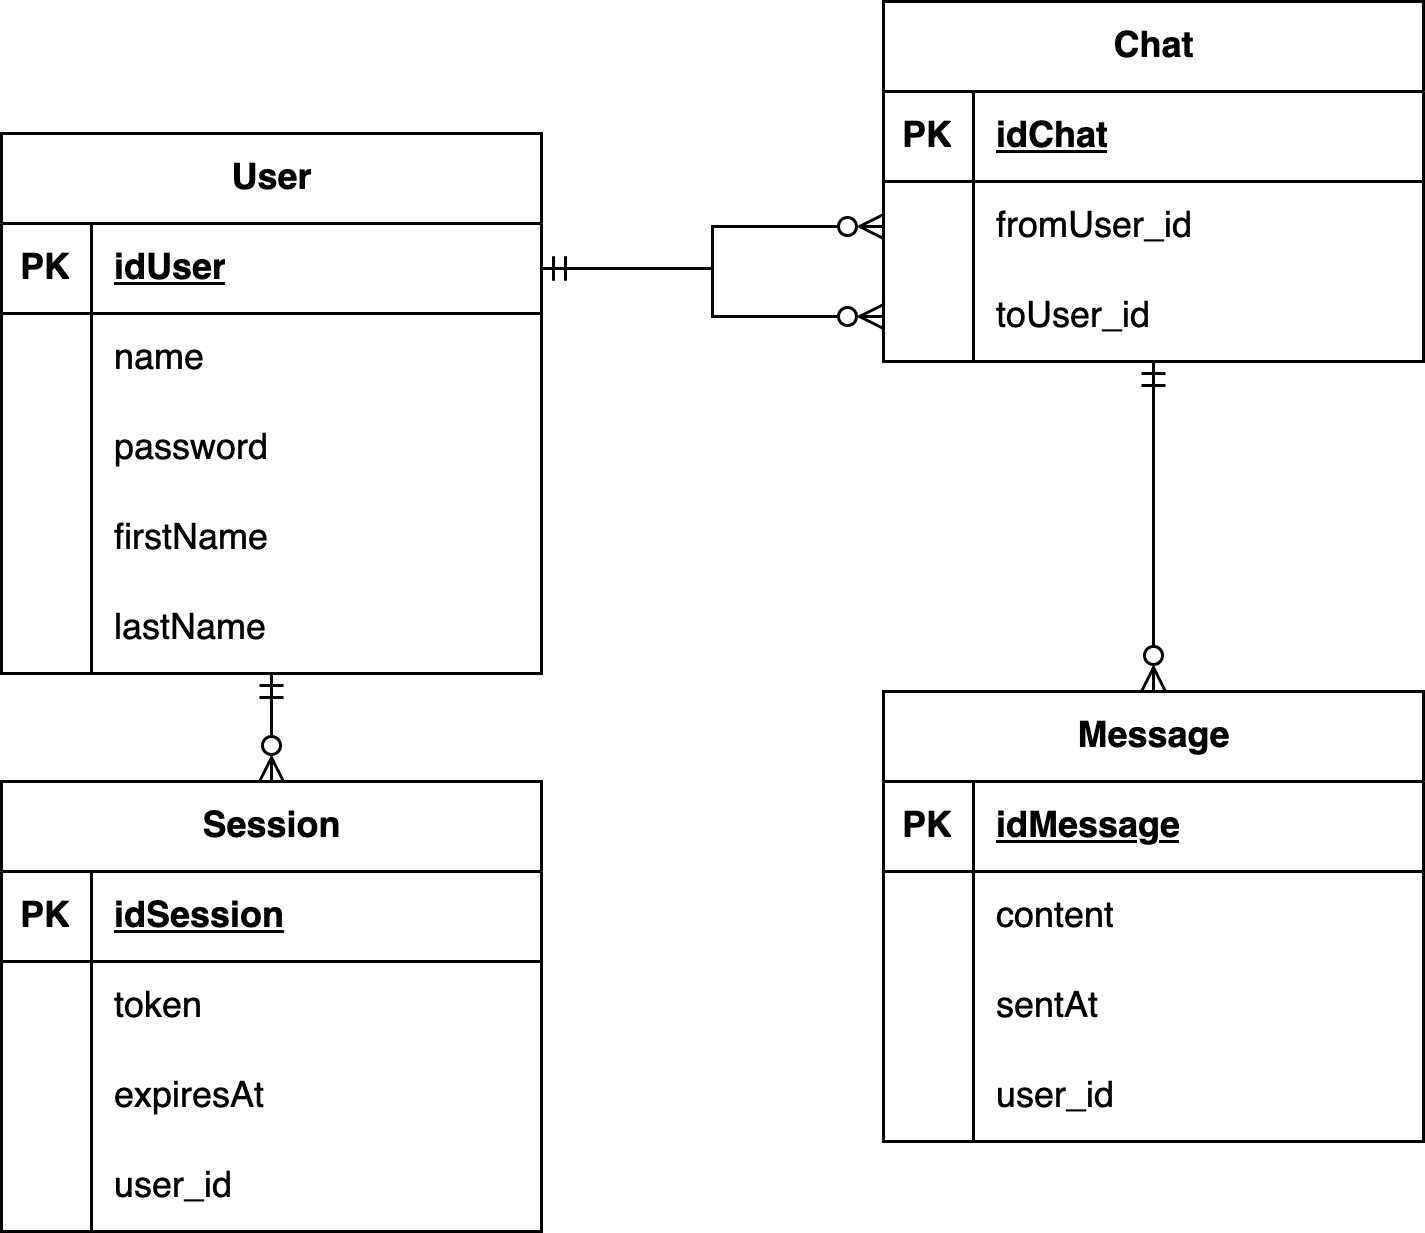 User
PK idUser
name
password
firstName
lastName
Session
PK idSession
token
expiresAt
user_id
Chat
PK idChat
fromUser_id
toUser_id
Message
PK idMessage
content
sentAt
user_id